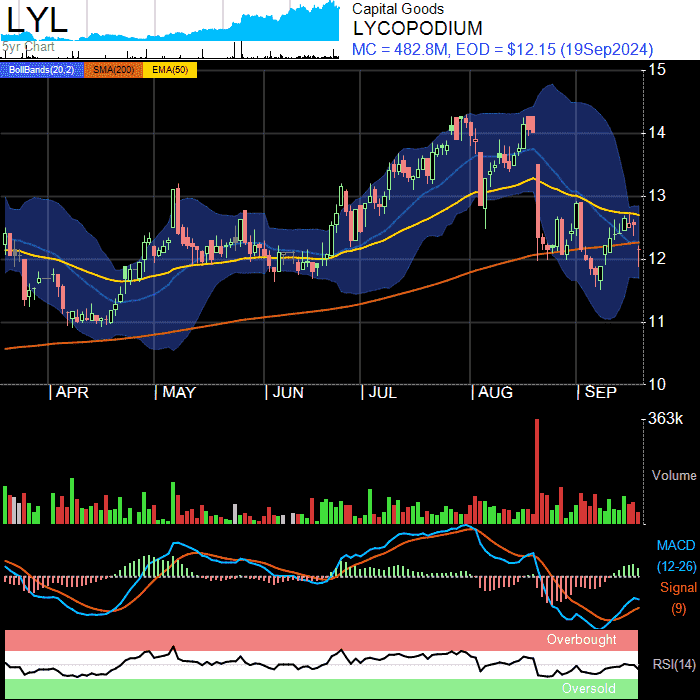 LYL
5yr Chart
Capital Goods
LYCOPODIUM
MC = 482.8M, EOD = $12.15 (19Sep2024)
BollBands(20,2) SMA(200) EMA(50)
15
14
13
12
11
10
APR MAY JUN JUL AUG SEP
363k
Volume
MACD
(12-26)
Signal
(9)
Overbought
RSI(14)
Oversold